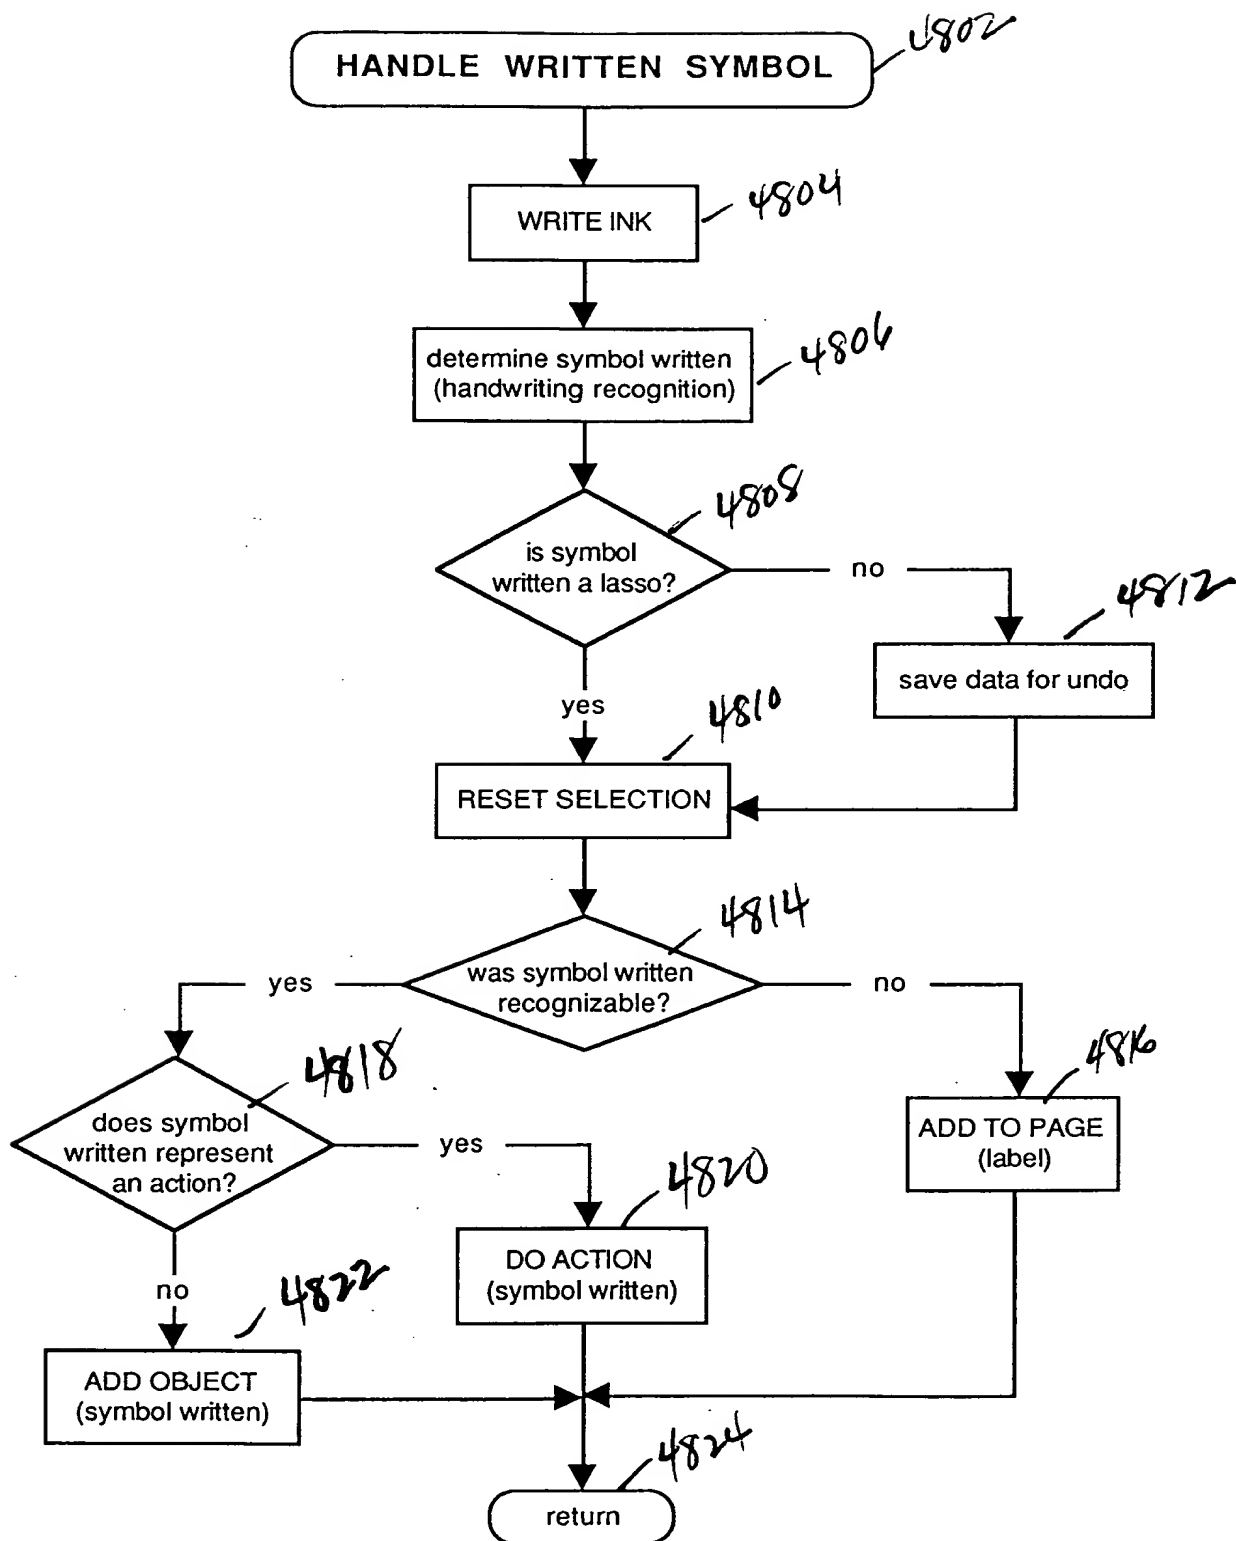 HANDLE WRITTEN SYMBOL
4802
WRITE INK
4804
determine symbol written
(handwriting recognition)
4806
is symbol
written a lasso?
4808
no
4812
save data for undo
yes
4810
RESET SELECTION
4814
was symbol written
recognizable?
yes
no
4818
4816
does symbol
written represent
an action?
yes
ADD TO PAGE
(label)
4820
DO ACTION
(symbol written)
no
4822
ADD OBJECT
(symbol written)
4824
return